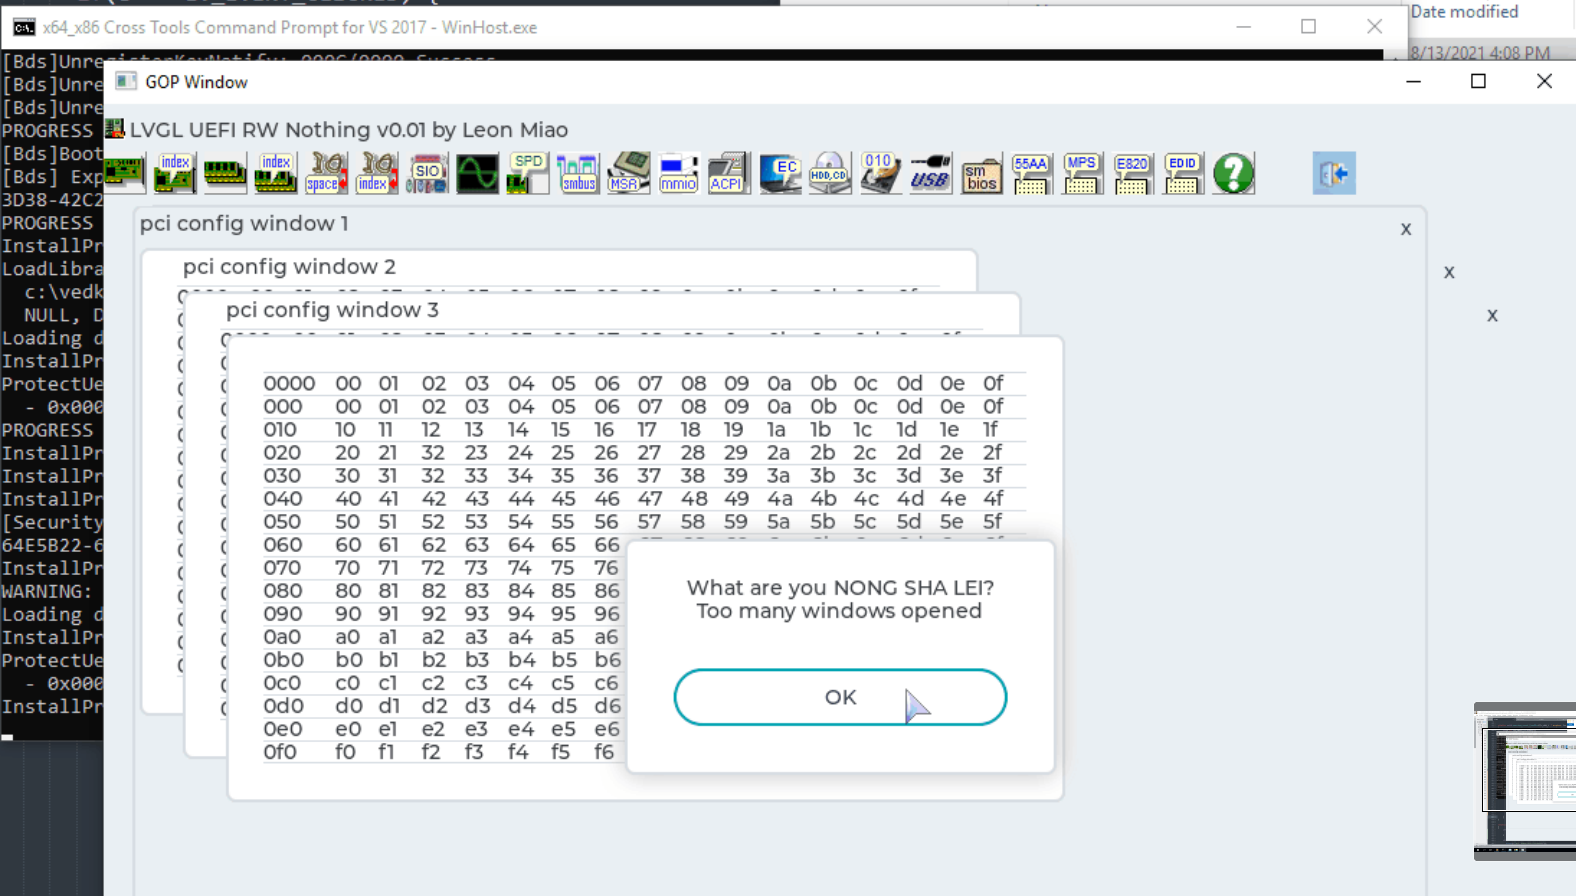 x64_x86 Cross Tools Command Prompt for VS 2017 - WinHost.exe
Date modified
8/13/2021 4:08 PM
[Bds]Unre
[Bds]Unre
PROGRESS
[Bds]Boot
[Bds] Exp
3D38-42C2
PROGRESS
InstallPr
LoadLibra
c:\vedk
NULL, D
Loading d
InstallPr
ProtectUe
- 0x000
PROGRESS
InstallPr
InstallPr
InstallPr
[Security
64E5B22-6
InstallPr
WARNING:
Loading d
InstallPr
ProtectUe
- 0x000
InstallPr
GOP Window
LVGL UEFI RW Nothing v0.01 by Leon Miao
index
index
space
index
SIO
SPD
smbus
MSR
mmio
ACPI
EC
HDD,CD
010
USB
sm
bios
55AA
MPS
E820
EDID
?
pci config window 1
x
pci config window 2
x
pci config window 3
x
0000 00 01 02 03 04 05 06 07 08 09 0a 0b 0c 0d 0e 0f
000 00 01 02 03 04 05 06 07 08 09 0a 0b 0c 0d 0e 0f
010 10 11 12 13 14 15 16 17 18 19 1a 1b 1c 1d 1e 1f
020 20 21 32 23 24 25 26 27 28 29 2a 2b 2c 2d 2e 2f
030 30 31 32 33 34 35 36 37 38 39 3a 3b 3c 3d 3e 3f
040 40 41 42 43 44 45 46 47 48 49 4a 4b 4c 4d 4e 4f
050 50 51 52 53 54 55 56 57 58 59 5a 5b 5c 5d 5e 5f
060 60 61 62 63 64 65 66
070 70 71 72 73 74 75 76
080 80 81 82 83 84 85 86
090 90 91 92 93 94 95 96
0a0 a0 a1 a2 a3 a4 a5 a6
0b0 b0 b1 b2 b3 b4 b5 b6
0c0 c0 c1 c2 c3 c4 c5 c6
0d0 d0 d1 d2 d3 d4 d5 d6
0e0 e0 e1 e2 e3 e4 e5 e6
0f0 f0 f1 f2 f3 f4 f5 f6
What are you NONG SHA LEI?
Too many windows opened
OK